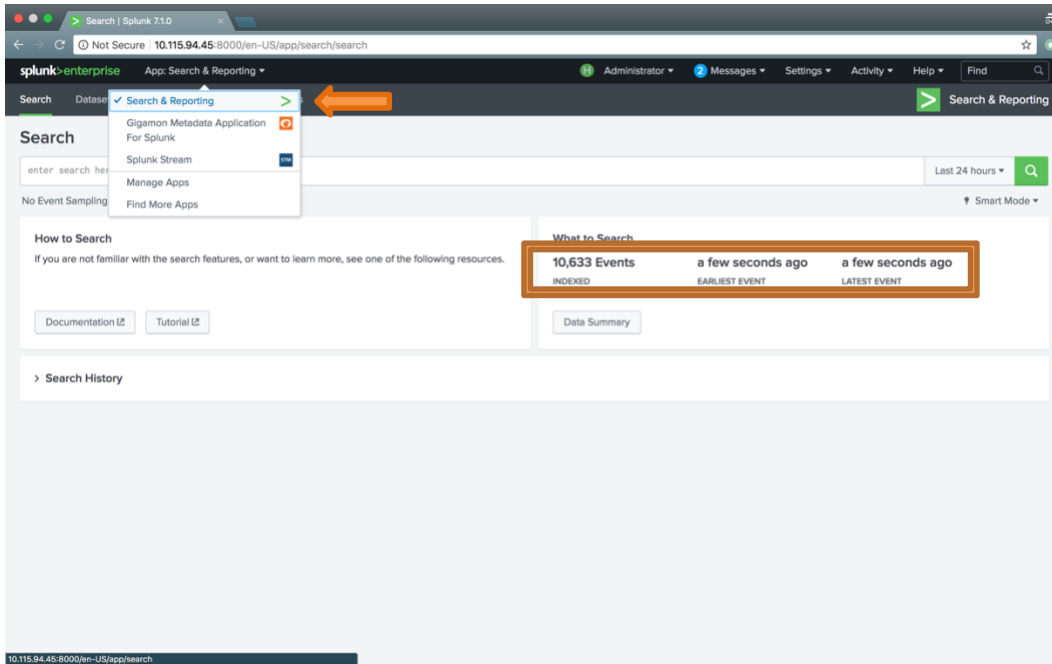 Search | Splunk 7.1.0 ×
Not Secure 10.115.94.45:8000/en-US/app/search/search
splunk>enterprise App: Search & Reporting Administrator 2 Messages Settings Activity Help Find
Search Datase Search & Reporting > s > Search & Reporting
Gigamon Metadata Application
For Splunk
Search
Splunk Stream STM
enter search her Last 24 hours
Manage Apps
No Event Sampling Smart Mode
Find More Apps
How to Search
If you are not familiar with the search features, or want to learn more, see one of the following resources.
Documentation Tutorial
What to Search
10,633 Events a few seconds ago a few seconds ago
INDEXED EARLIEST EVENT LATEST EVENT
Data Summary
> Search History
10.115.94.45:8000/en-US/app/search